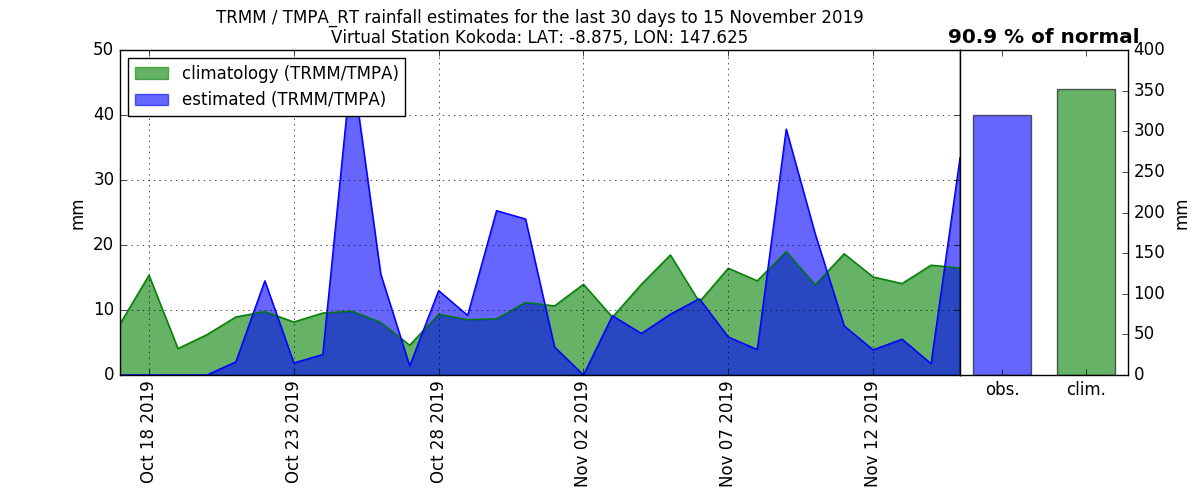 TRMM / TMPA_RT rainfall estimates for the last 30 days to 15 November 2019
Virtual Station Kokoda: LAT: -8.875, LON: 147.625
90.9 % of normal
climatology (TRMM/TMPA)
estimated (TRMM/TMPA)
50
40
30
20
10
0
mm
Oct 18 2019
Oct 23 2019
Oct 28 2019
Nov 02 2019
Nov 07 2019
Nov 12 2019
obs.
clim.
400
350
300
250
200
150
100
50
0
mm